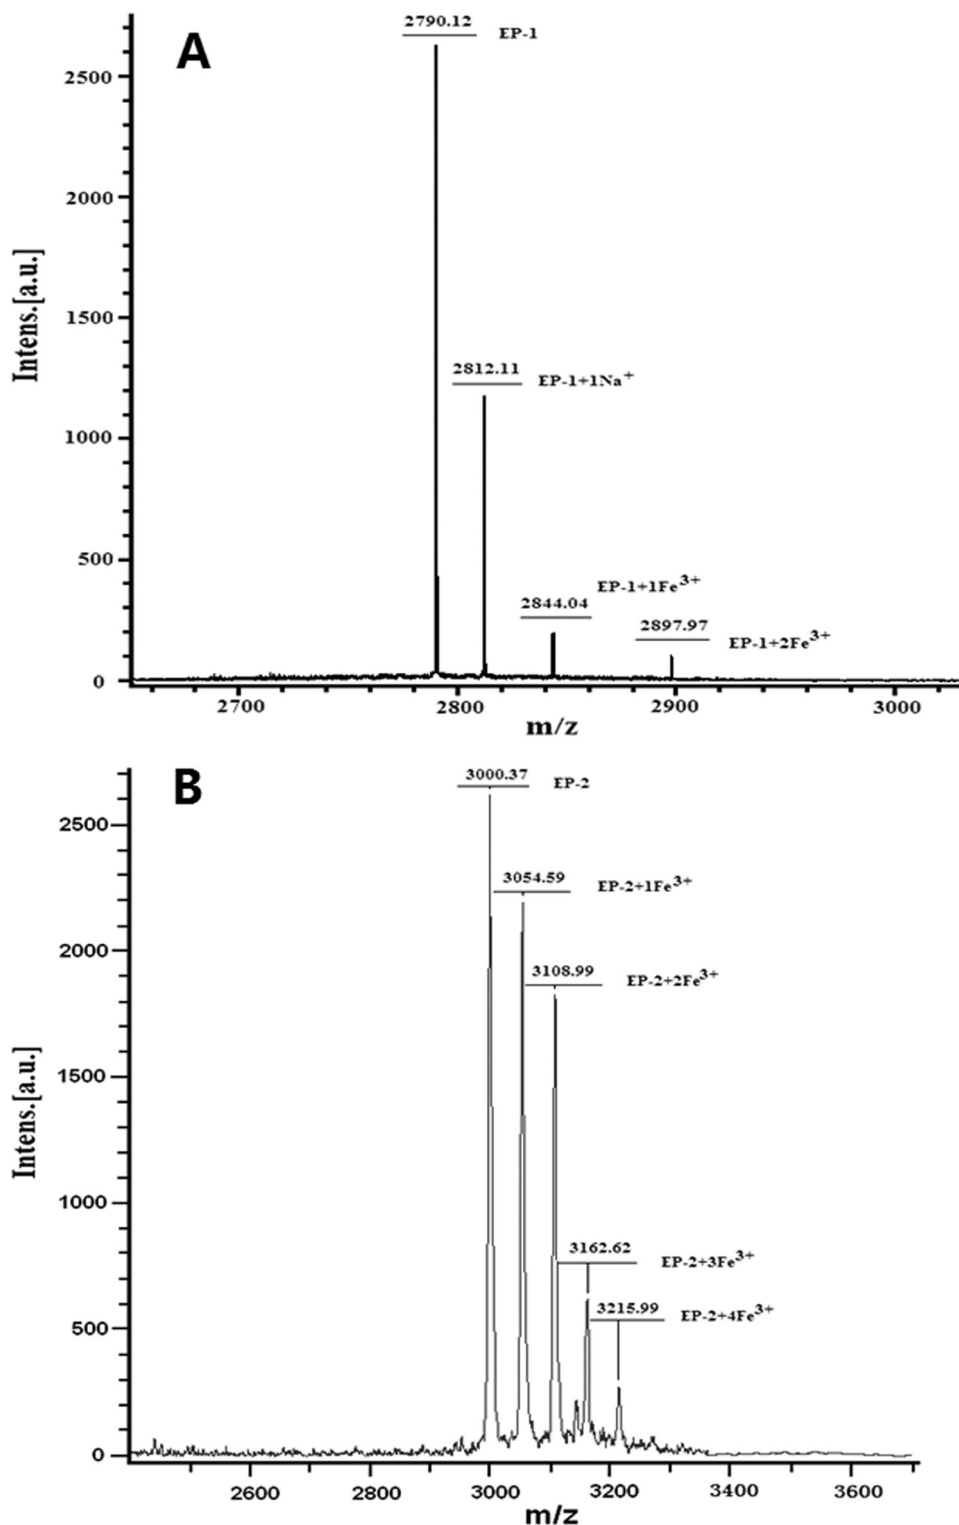 A
2790.12
EP-1
2500
2000
Intens.[a.u.]
1500
2812.11
EP-1+1Na⁺
1000
500
EP-1+1Fe³⁺
2844.04
2897.97
EP-1+2Fe³⁺
0
2700 2800 2900 3000
m/z
B
3000.37
EP-2
2500
3054.59
EP-2+1Fe³⁺
2000
3108.99
EP-2+2Fe³⁺
Intens.[a.u.]
1500
1000
3162.62
EP-2+3Fe³⁺
3215.99
EP-2+4Fe³⁺
500
0
2600 2800 3000 3200 3400 3600
m/z